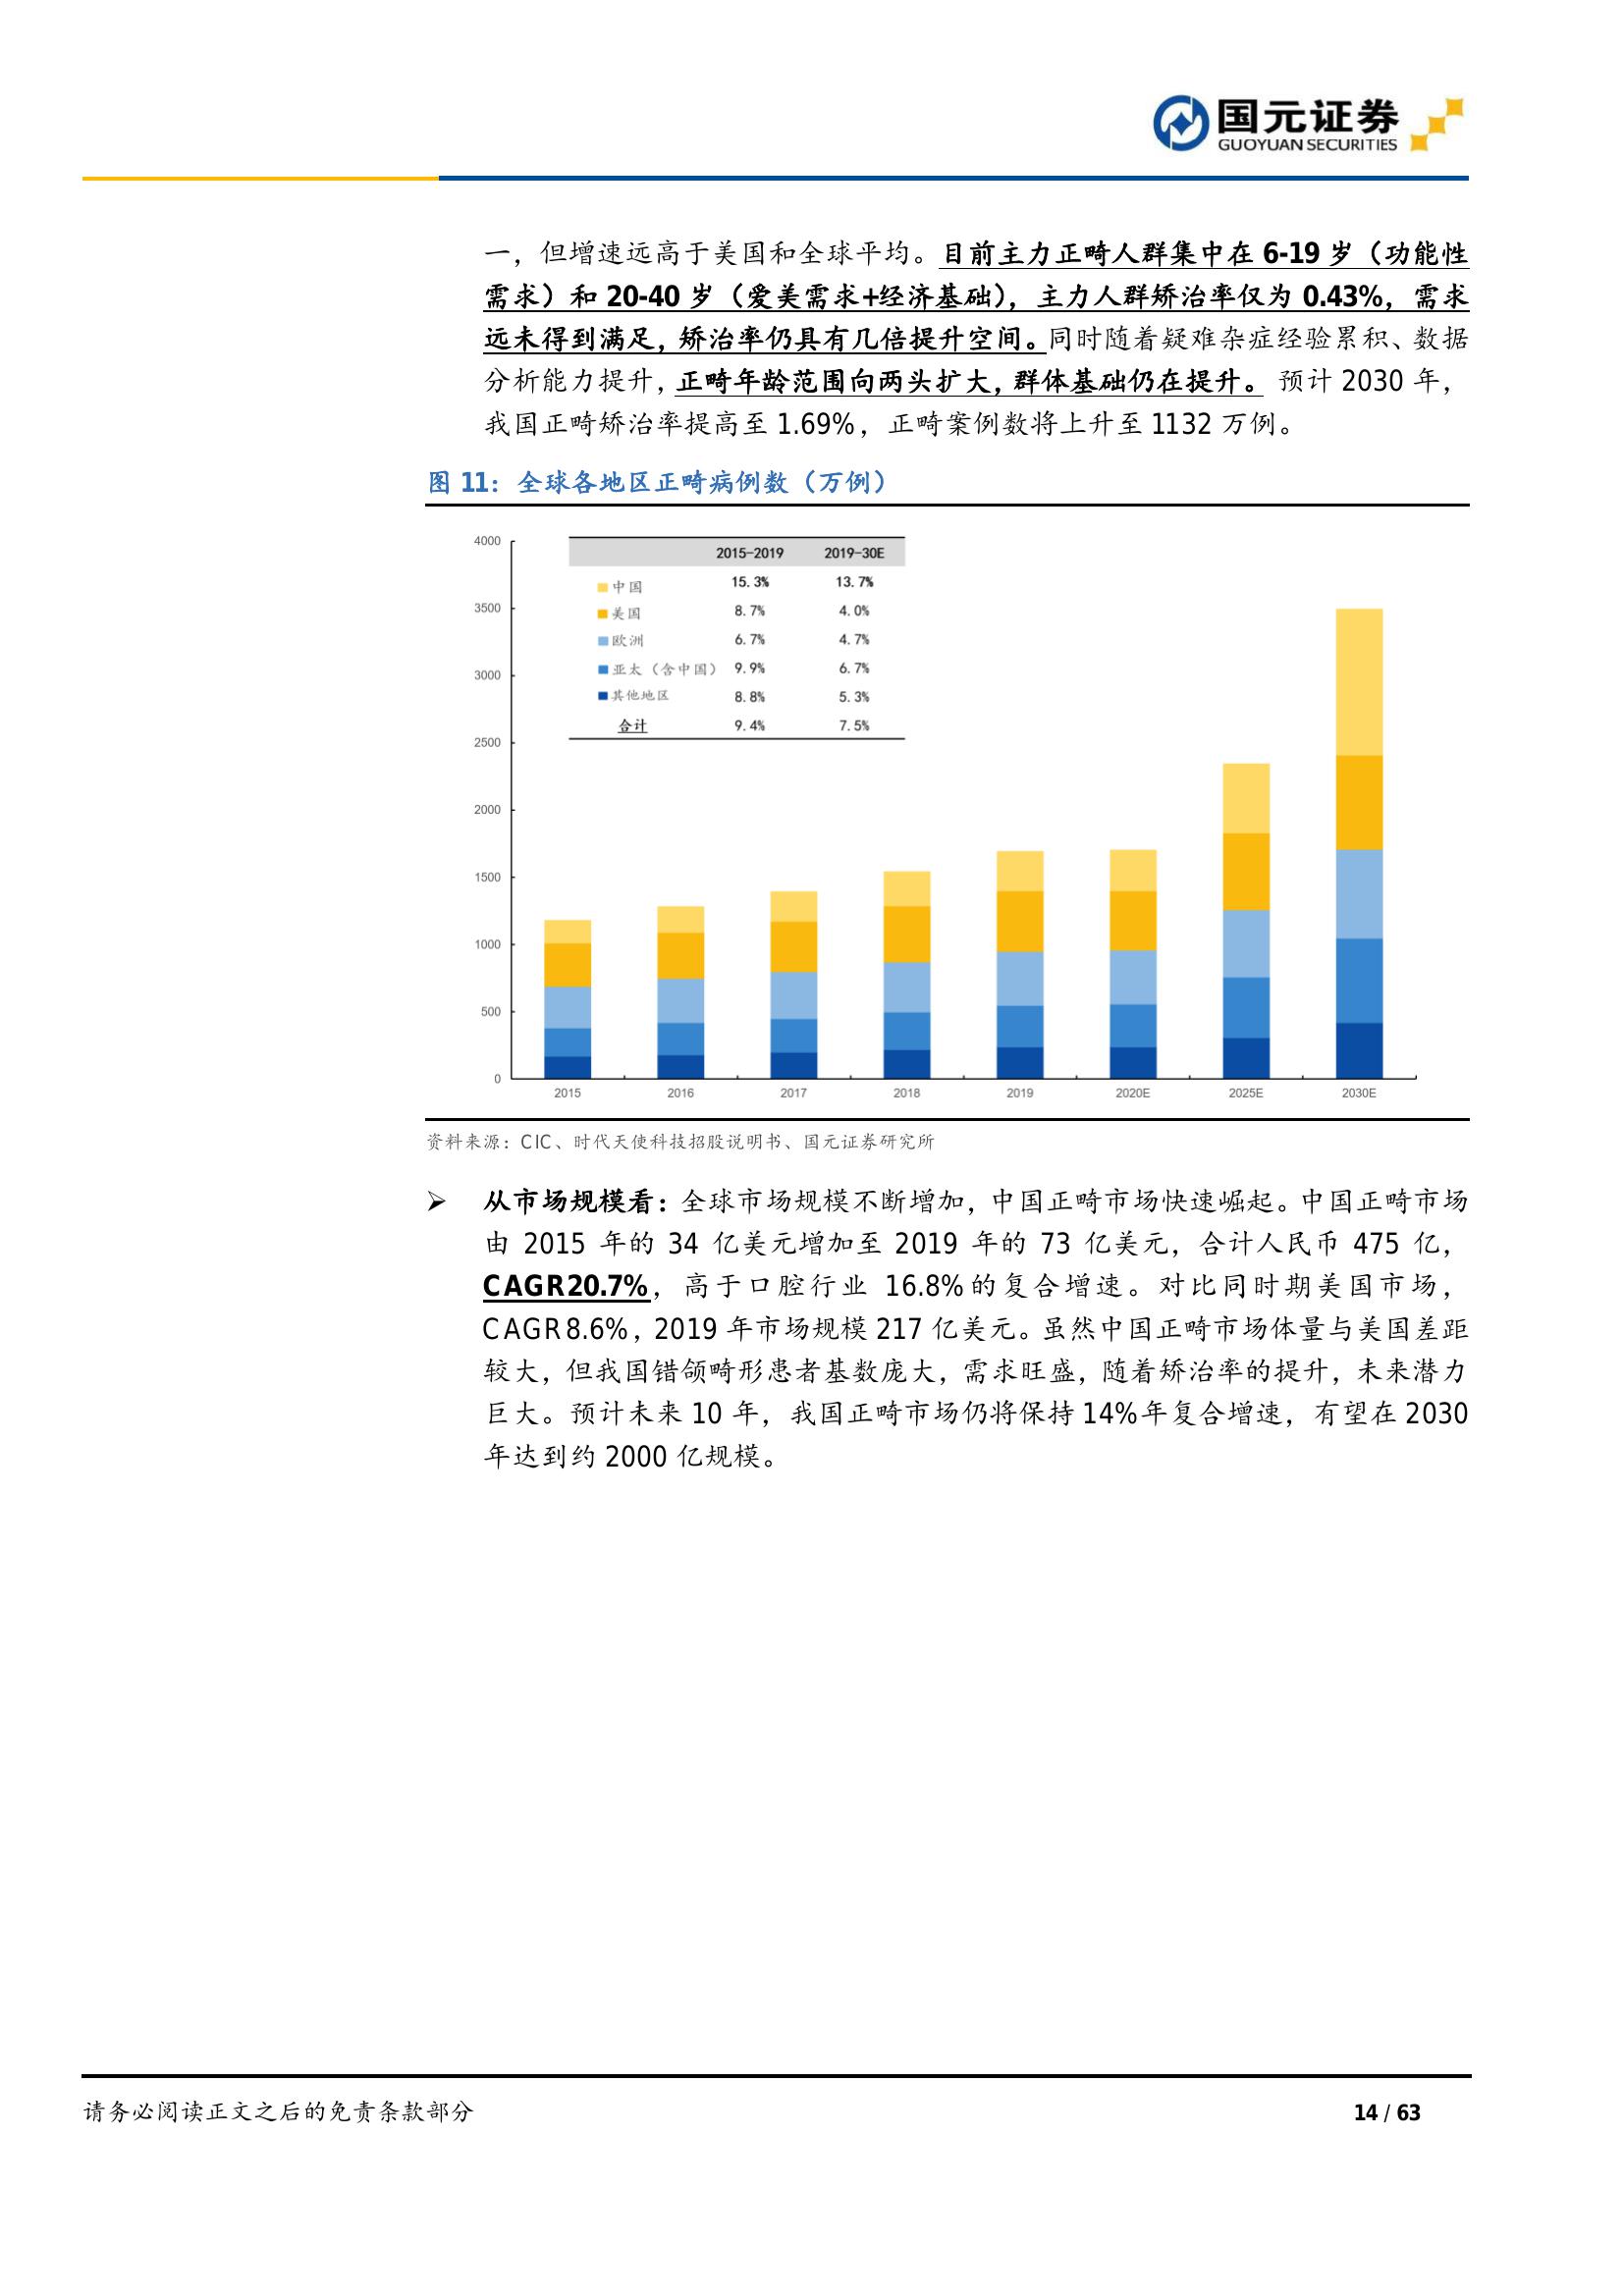 国元证券
GUOYUAN SECURITIES
一，但增速远高于美国和全球平均。目前主力正畸人群集中在 6-19 岁（功能性
需求）和 20-40 岁（爱美需求+经济基础），主力人群矫治率仅为 0.43%，需求
远未得到满足，矫治率仍具有几倍提升空间。同时随着疑难杂症经验累积、数据
分析能力提升，正畸年龄范围向两头扩大，群体基础仍在提升。 预计 2030 年，
我国正畸矫治率提高至 1.69%，正畸案例数将上升至 1132 万例。
图 11：全球各地区正畸病例数（万例）
4000
3500
3000
2500
2000
1500
1000
500
0
2015-2019 2019-30E
中国 15.3% 13.7%
美国 8.7% 4.0%
欧洲 6.7% 4.7%
亚太（含中国） 9.9% 6.7%
其他地区 8.8% 5.3%
合计 9.4% 7.5%
2015 2016 2017 2018 2019 2020E 2025E 2030E
资料来源：CIC、时代天使科技招股说明书、国元证券研究所
➢ 从市场规模看：全球市场规模不断增加，中国正畸市场快速崛起。中国正畸市场
由 2015 年的 34 亿美元增加至 2019 年的 73 亿美元，合计人民币 475 亿，
CAGR20.7%，高于口腔行业 16.8%的复合增速。对比同时期美国市场，
CAGR8.6%，2019 年市场规模 217 亿美元。虽然中国正畸市场体量与美国差距
较大，但我国错颌畸形患者基数庞大，需求旺盛，随着矫治率的提升，未来潜力
巨大。预计未来 10 年，我国正畸市场仍将保持 14%年复合增速，有望在 2030
年达到约 2000 亿规模。
请务必阅读正文之后的免责条款部分 14 / 63